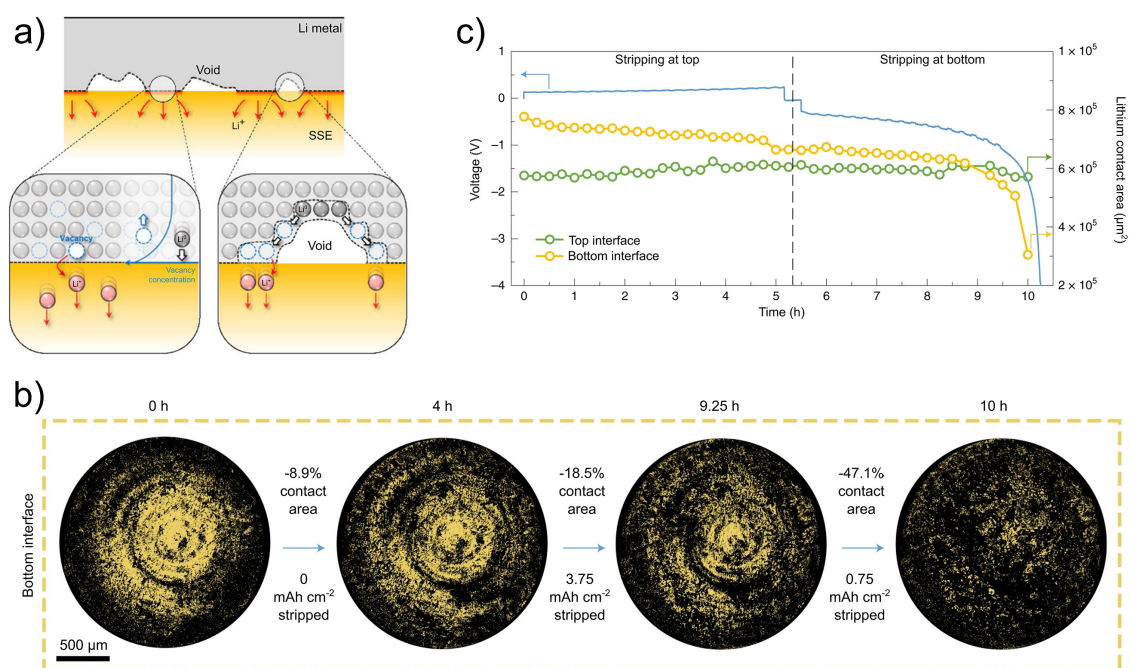 a)
Li metal
Void
Li⁺
SSE
Vacancy
Li⁰
Vacancy
concentration
Li⁺
Li⁰
Void
Li⁺
c)
Stripping at top
Stripping at bottom
1
0
–1
–2
–3
–4
Voltage (V)
1 × 10⁵
8 × 10⁵
6 × 10⁵
4 × 10⁵
2 × 10⁵
Lithium contact area (µm²)
Top interface
Bottom interface
0 1 2 3 4 5 6 7 8 9 10
Time (h)
b)
0 h
4 h
9.25 h
10 h
Bottom interface
-8.9%
contact
area
0
mAh cm⁻²
stripped
-18.5%
contact
area
3.75
mAh cm⁻²
stripped
-47.1%
contact
area
0.75
mAh cm⁻²
stripped
500 µm